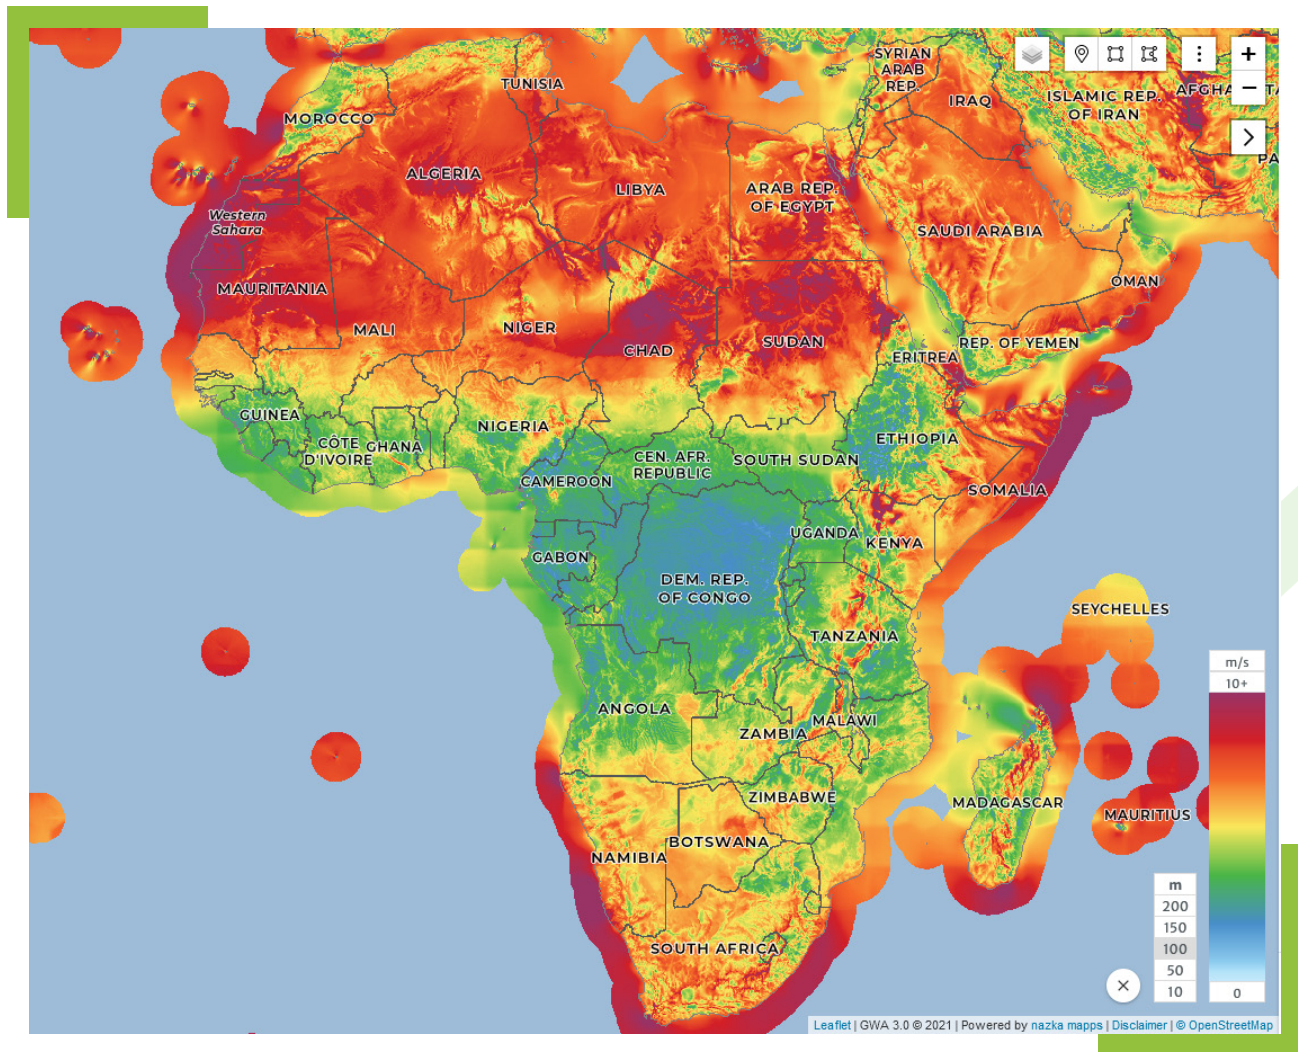 SYRIAN
ARAB
REP.
TUNISIA
IRAQ
ISLAMIC REP.
OF IRAN
MOROCCO
ALGERIA
LIBYA
ARAB REP.
OF EGYPT
Western
Sahara
SAUDI ARABIA
OMAN
MAURITANIA
MALI
NIGER
CHAD
SUDAN
ERITREA
REP. OF YEMEN
GUINEA
CÔTE
D'IVOIRE
GHANA
NIGERIA
CEN. AFR.
REPUBLIC
SOUTH SUDAN
ETHIOPIA
CAMEROON
SOMALIA
UGANDA
KENYA
GABON
DEM. REP.
OF CONGO
SEYCHELLES
TANZANIA
ANGOLA
ZAMBIA
MALAWI
ZIMBABWE
MADAGASCAR
MAURITIUS
BOTSWANA
NAMIBIA
SOUTH AFRICA
m/s
10+
0
m
200
150
100
50
10
Leaflet | GWA 3.0 © 2021 | Powered by nazka mapps | Disclaimer | © OpenStreetMap